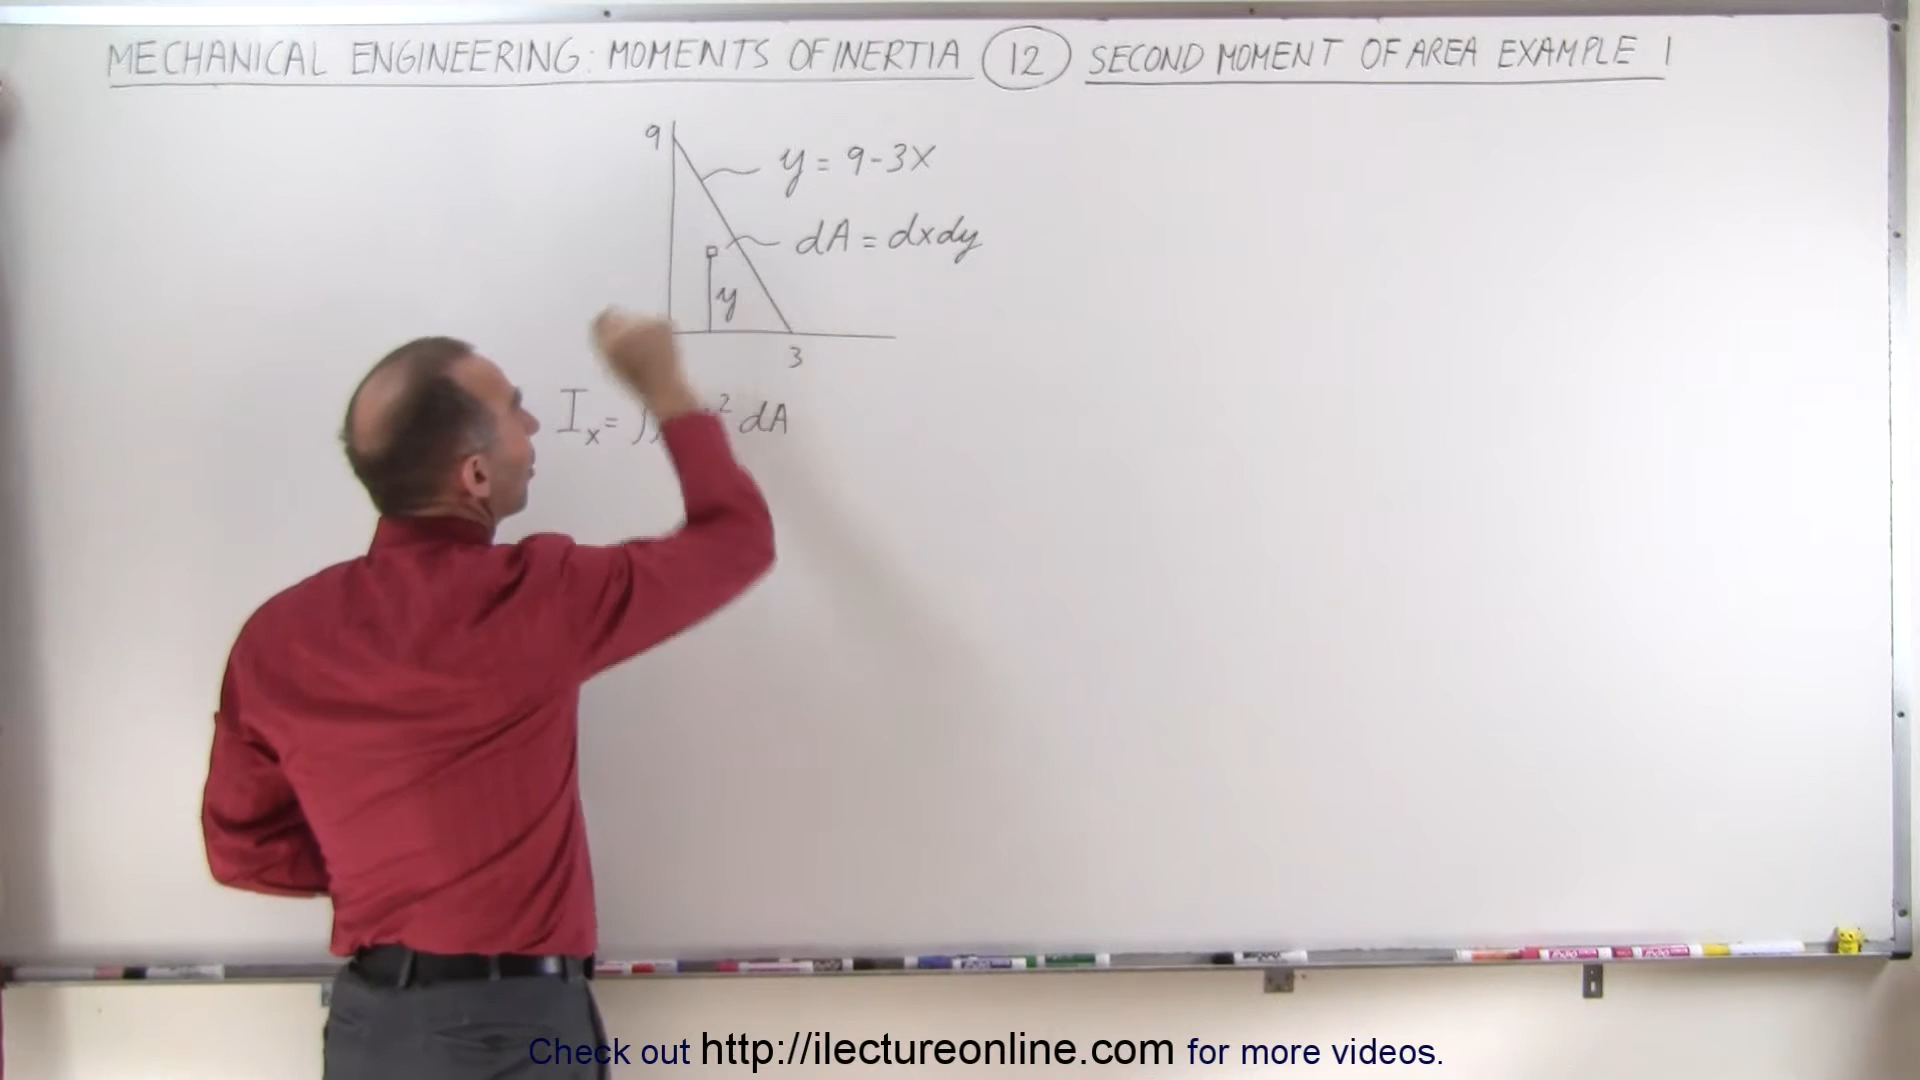 MECHANICAL ENGINEERING: MOMENTS OF INERTIA 12 SECOND MOMENT OF AREA EXAMPLE 1
9
y = 9-3X
dA = dxdy
y
3
Ix = ∫ 2 dA
Check out http://ilectureonline.com for more videos.